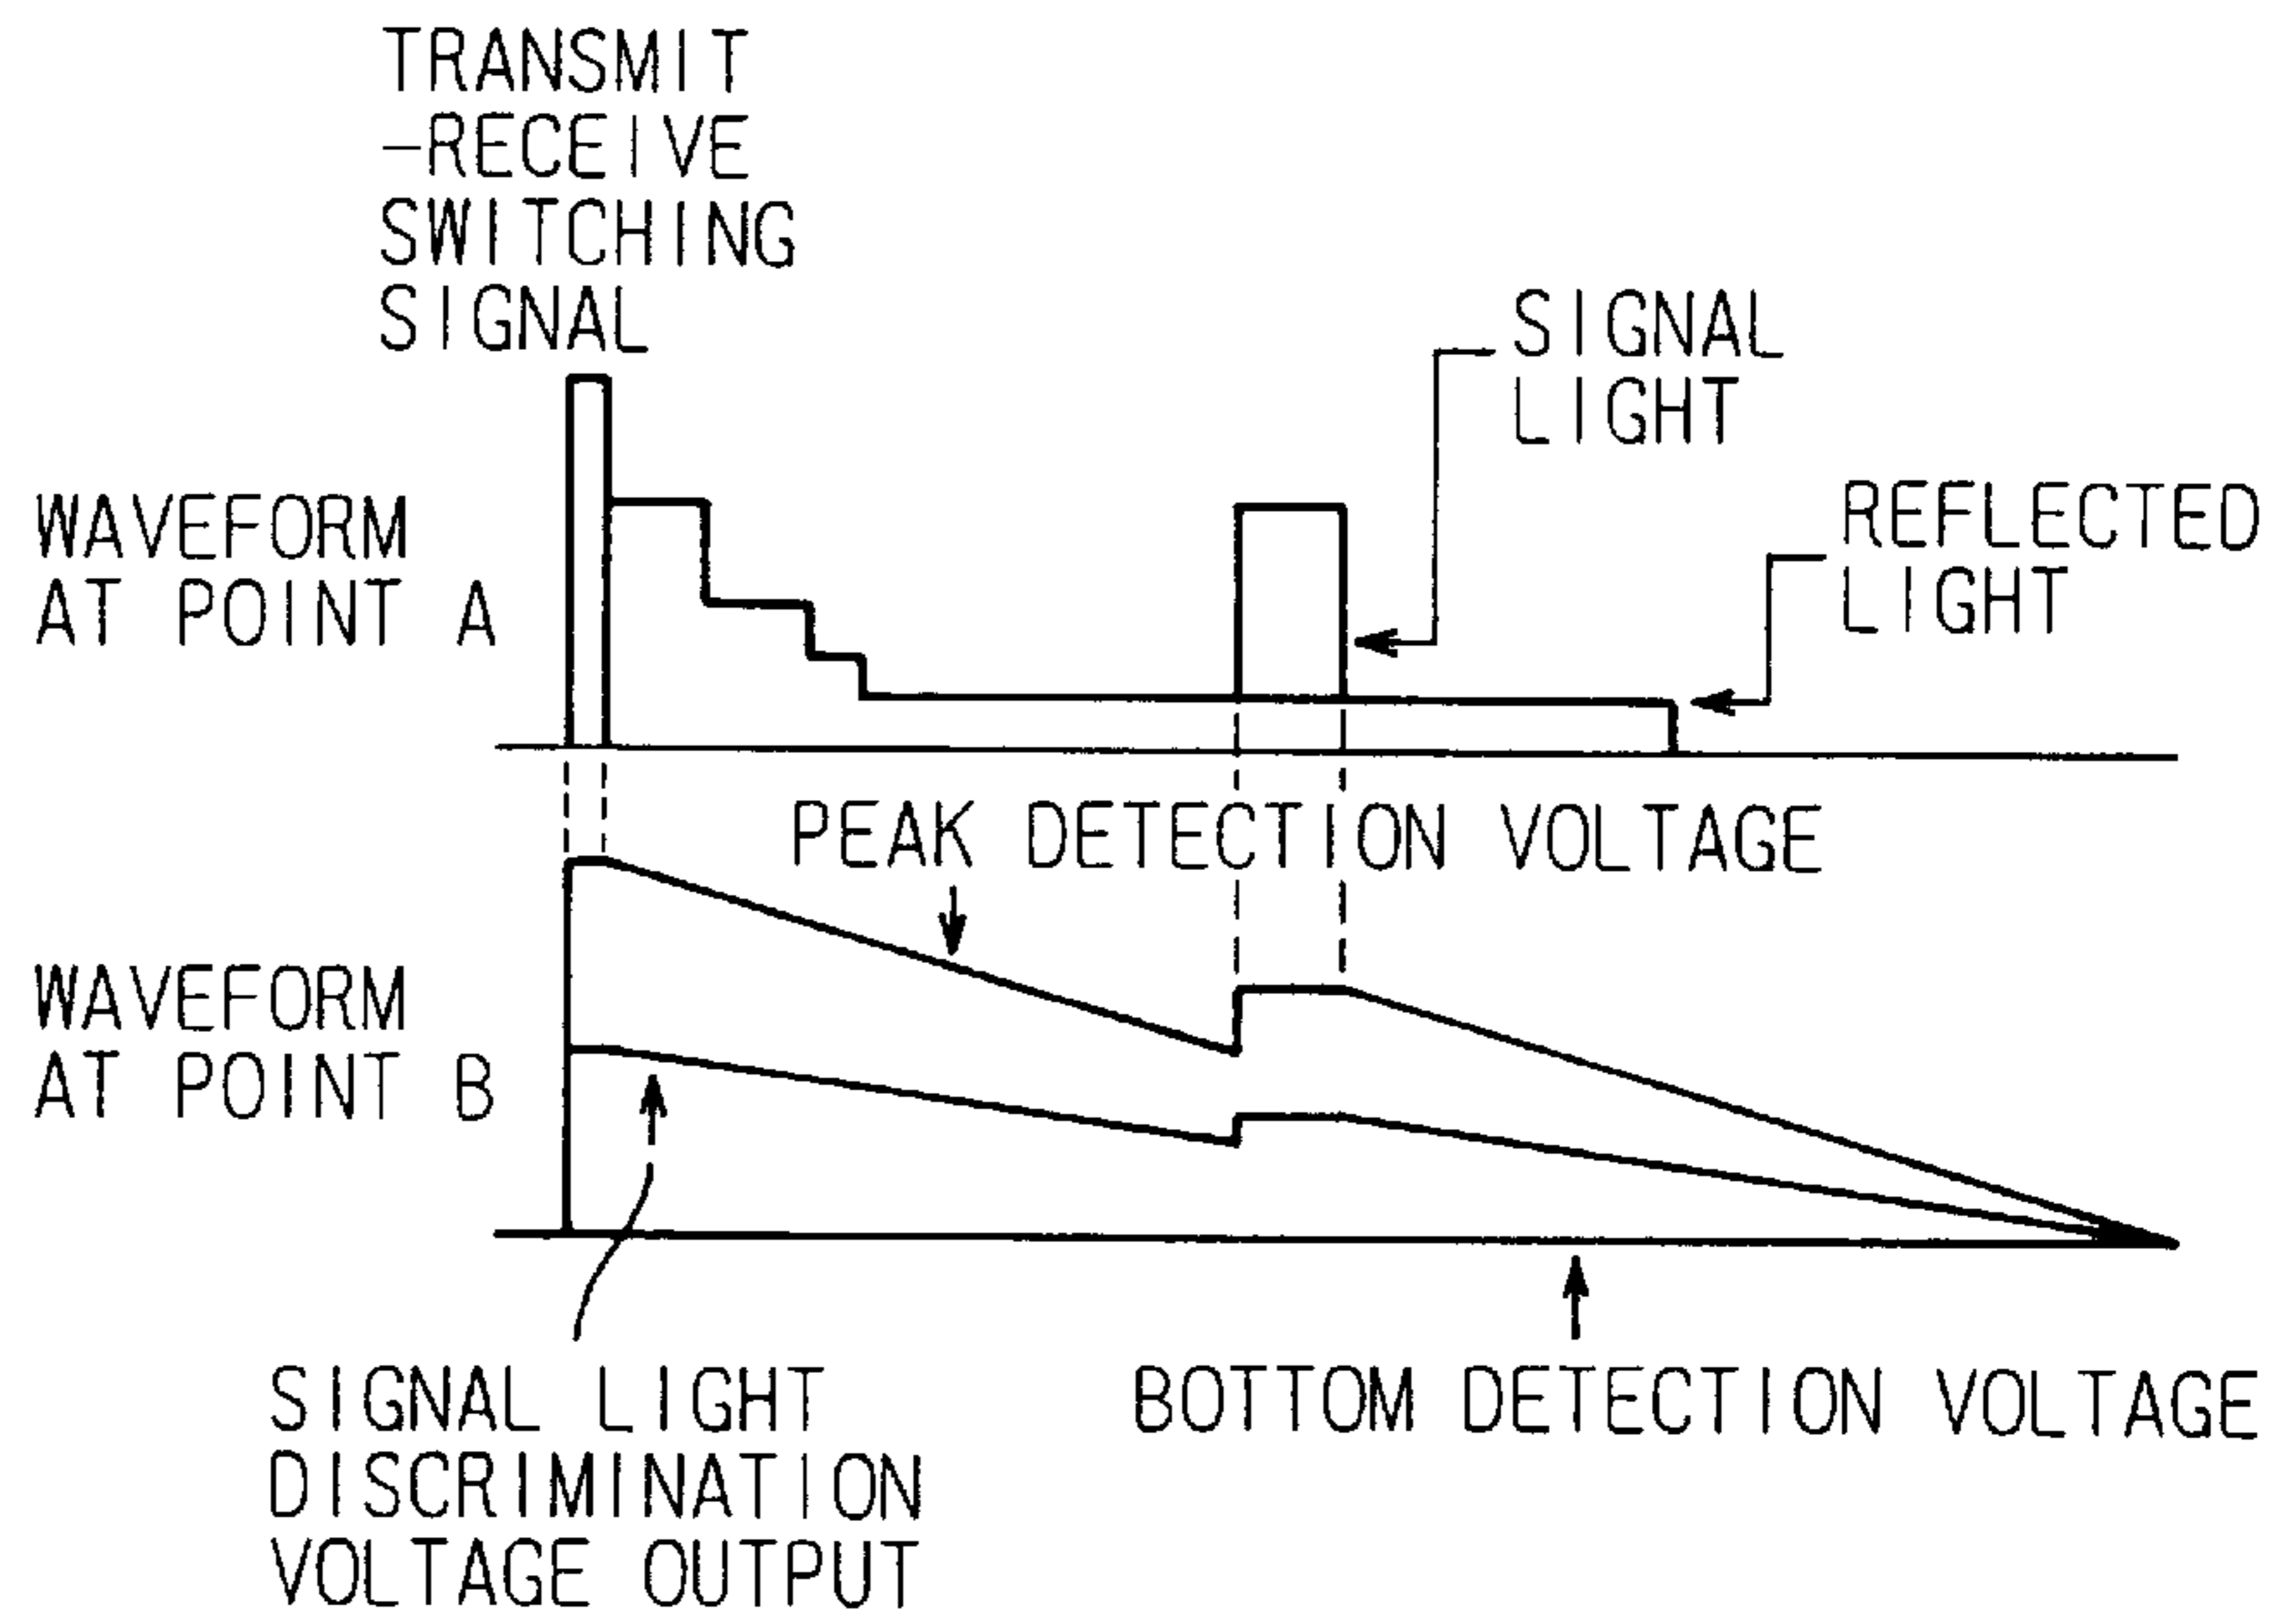 TRANSMIT
-RECEIVE
SWITCHING
SIGNAL
SIGNAL
LIGHT
REFLECTED
LIGHT
WAVEFORM
AT POINT A
PEAK DETECTION VOLTAGE
WAVEFORM
AT POINT B
SIGNAL LIGHT
DISCRIMINATION
VOLTAGE OUTPUT
BOTTOM DETECTION VOLTAGE